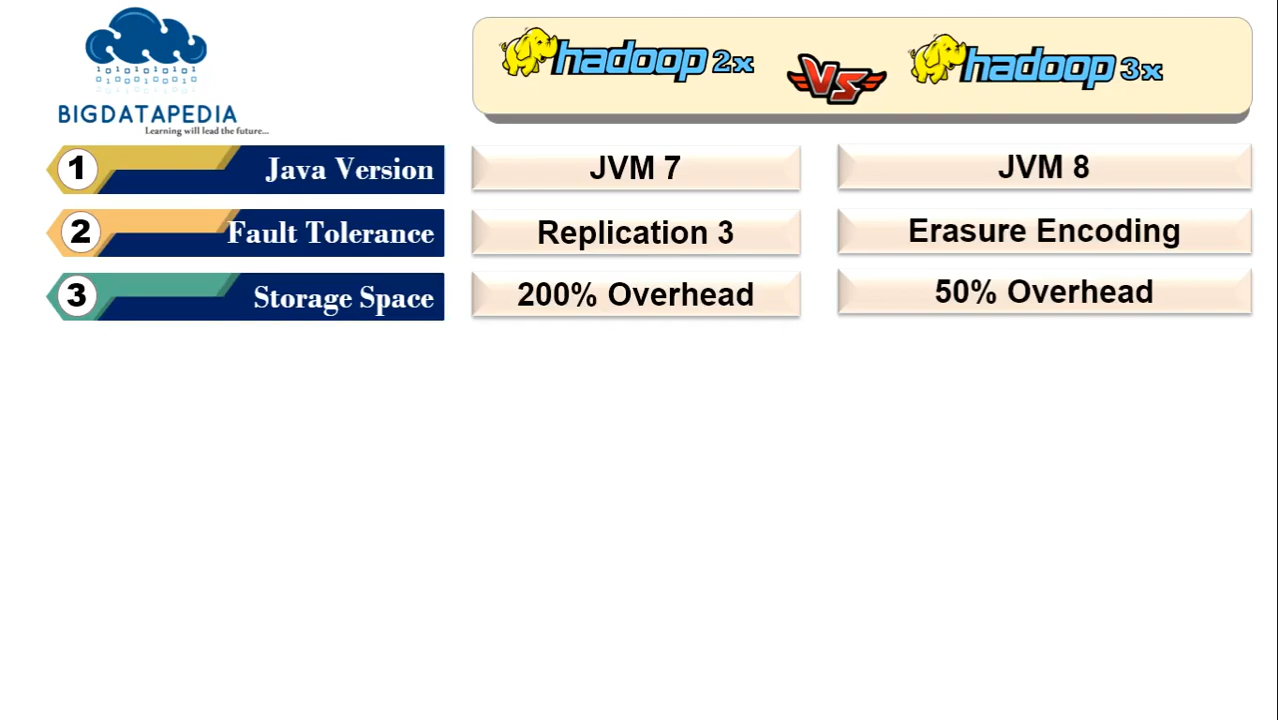 BIGDATAPEDIA
Learning will lead the future...
hadoop 2x
VS
hadoop 3x
1 Java Version JVM 7 JVM 8
2 Fault Tolerance Replication 3 Erasure Encoding
3 Storage Space 200% Overhead 50% Overhead